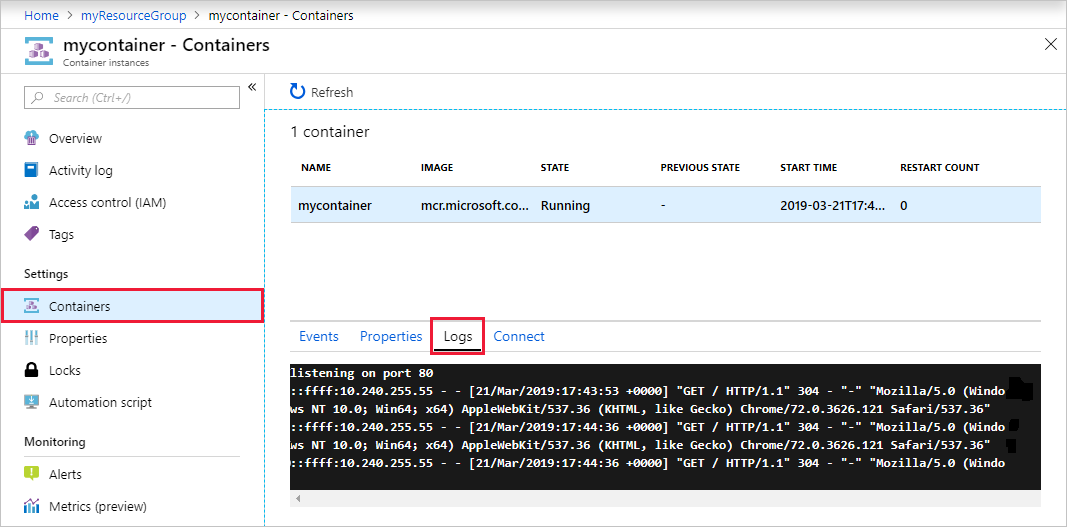 Home > myResourceGroup > mycontainer - Containers
mycontainer - Containers
Container instances
Search (Ctrl+/)
«
Overview
Activity log
Access control (IAM)
Tags
Settings
Containers
Properties
Locks
Automation script
Monitoring
Alerts
Metrics (preview)
Refresh
1 container
NAME IMAGE STATE PREVIOUS STATE START TIME RESTART COUNT
mycontainer mcr.microsoft.co... Running - 2019-03-21T17:4... 0
Events Properties Logs Connect
listening on port 80
::ffff:10.240.255.55 - - [21/Mar/2019:17:43:53 +0000] "GET / HTTP/1.1" 304 - "-" "Mozilla/5.0 (Windo
ws NT 10.0; Win64; x64) AppleWebKit/537.36 (KHTML, like Gecko) Chrome/72.0.3626.121 Safari/537.36"
::ffff:10.240.255.55 - - [21/Mar/2019:17:44:36 +0000] "GET / HTTP/1.1" 304 - "-" "Mozilla/5.0 (Windo
ws NT 10.0; Win64; x64) AppleWebKit/537.36 (KHTML, like Gecko) Chrome/72.0.3626.121 Safari/537.36"
::ffff:10.240.255.55 - - [21/Mar/2019:17:44:36 +0000] "GET / HTTP/1.1" 304 - "-" "Mozilla/5.0 (Windo